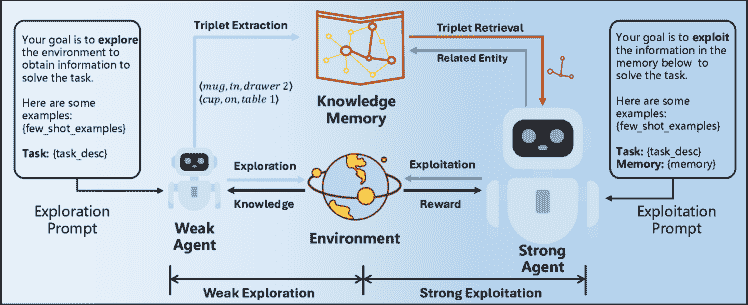 Your goal is to explore
the environment to
obtain information to
solve the task.
Here are some
examples:
{few_shot_examples}
Task: {task_desc}
Exploration
Prompt
Triplet Extraction
(mug, in, drawer 2)
(cup, on, table 1)
Knowledge
Memory
Triplet Retrieval
Related Entity
Weak
Agent
Exploration
Knowledge
Environment
Exploitation
Reward
Strong
Agent
Your goal is to exploit
the information in the
memory below to
solve the task.
Here are some
examples:
{few_shot_examples}
Task: {task_desc}
Memory: {memory}
Exploitation
Prompt
Weak Exploration
Strong Exploitation